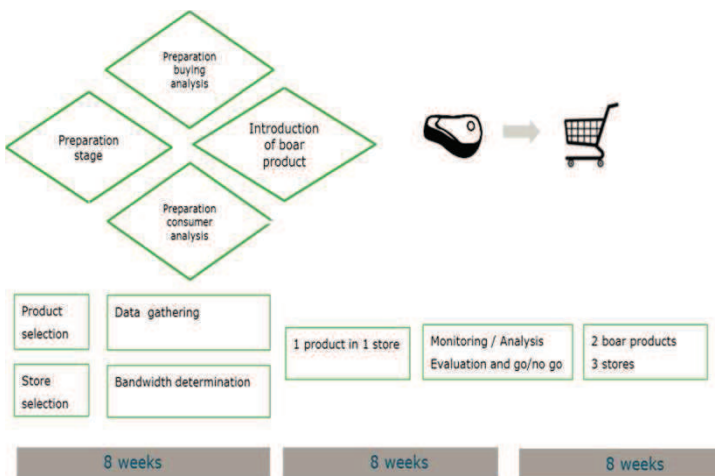 Preparation
buying
analysis
Preparation
stage
Introduction
of boar
product
Preparation
consumer
analysis
Product
selection
Data gathering
1 product in 1 store
Monitoring / Analysis
Evaluation and go/no go
2 boar products
3 stores
Store
selection
Bandwidth determination
8 weeks
8 weeks
8 weeks